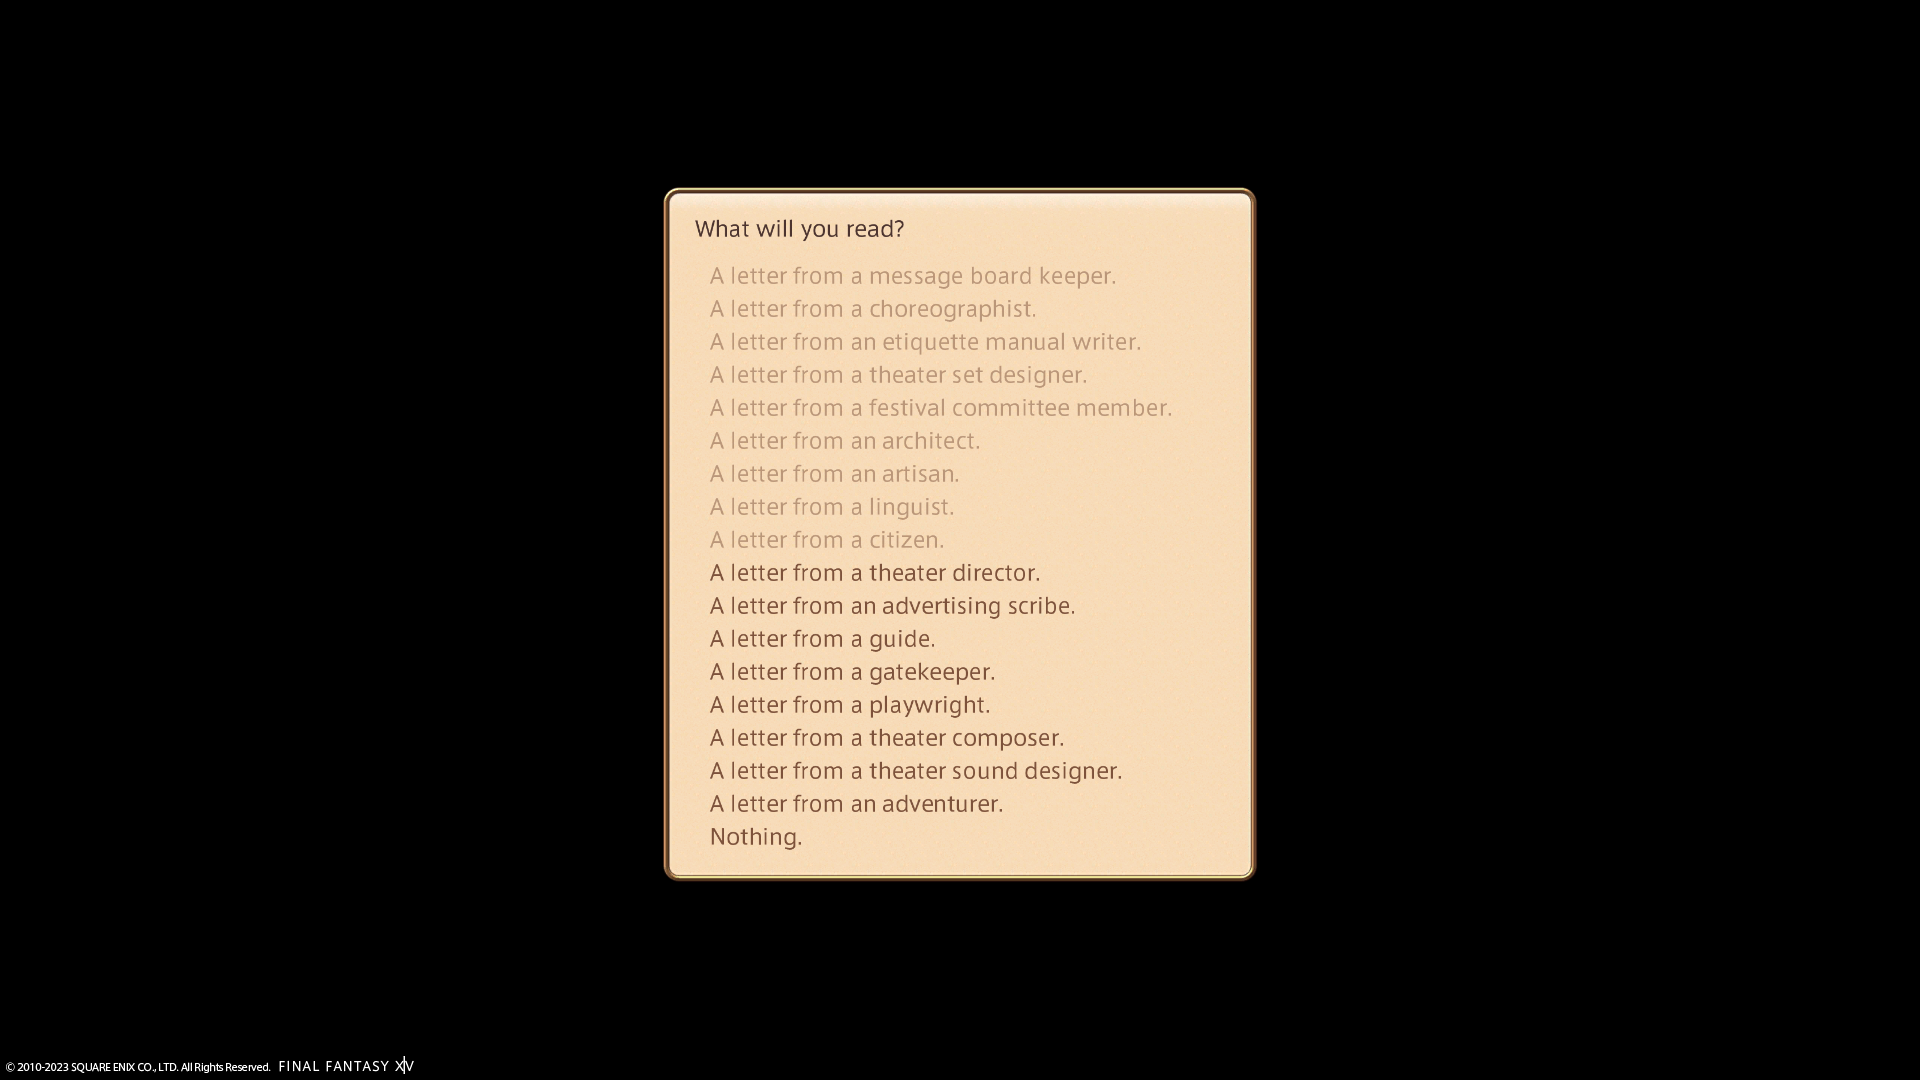 What will you read?
A letter from a message board keeper.
A letter from a choreographist.
A letter from an etiquette manual writer.
A letter from a theater set designer.
A letter from a festival committee member.
A letter from an architect.
A letter from an artisan.
A letter from a linguist.
A letter from a citizen.
A letter from a theater director.
A letter from an advertising scribe.
A letter from a guide.
A letter from a gatekeeper.
A letter from a playwright.
A letter from a theater composer.
A letter from a theater sound designer.
A letter from an adventurer.
Nothing.
© 2010-2023 SQUARE ENIX CO., LTD. All Rights Reserved. FINAL FANTASY XIV